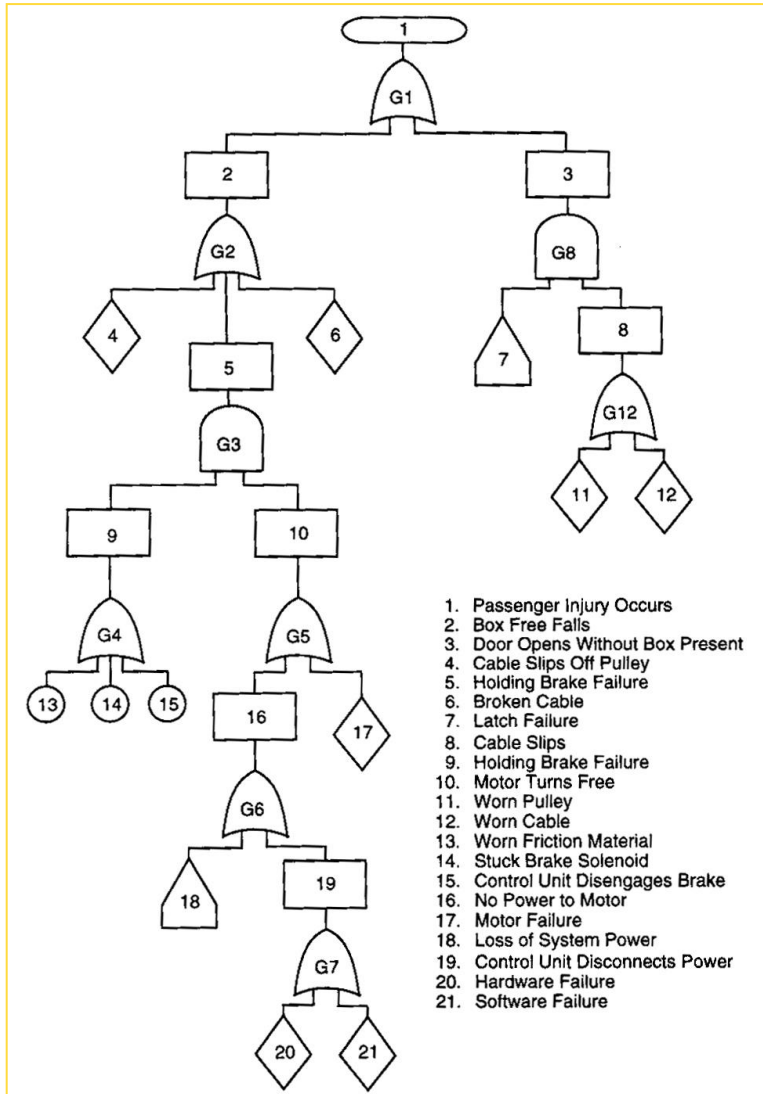 1
G1
2
3
G2
G8
4
6
7
8
5
G12
G3
11
12
9
10
G4
G5
13
14
15
16
17
G6
18
19
G7
20
21
1. Passenger Injury Occurs
2. Box Free Falls
3. Door Opens Without Box Present
4. Cable Slips Off Pulley
5. Holding Brake Failure
6. Broken Cable
7. Latch Failure
8. Cable Slips
9. Holding Brake Failure
10. Motor Turns Free
11. Worn Pulley
12. Worn Cable
13. Worn Friction Material
14. Stuck Brake Solenoid
15. Control Unit Disengages Brake
16. No Power to Motor
17. Motor Failure
18. Loss of System Power
19. Control Unit Disconnects Power
20. Hardware Failure
21. Software Failure